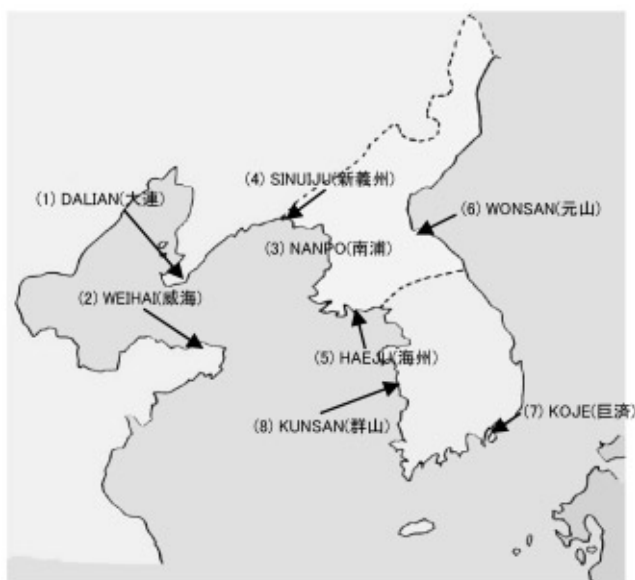 (1) DALIAN(大連)
(2) WEIHAI(威海)
(3) NANPO(南浦)
(4) SINUIJU(新義州)
(5) HAEJU(海州)
(6) WONSAN(元山)
(7) KOJE(巨済)
(8) KUNSAN(群山)